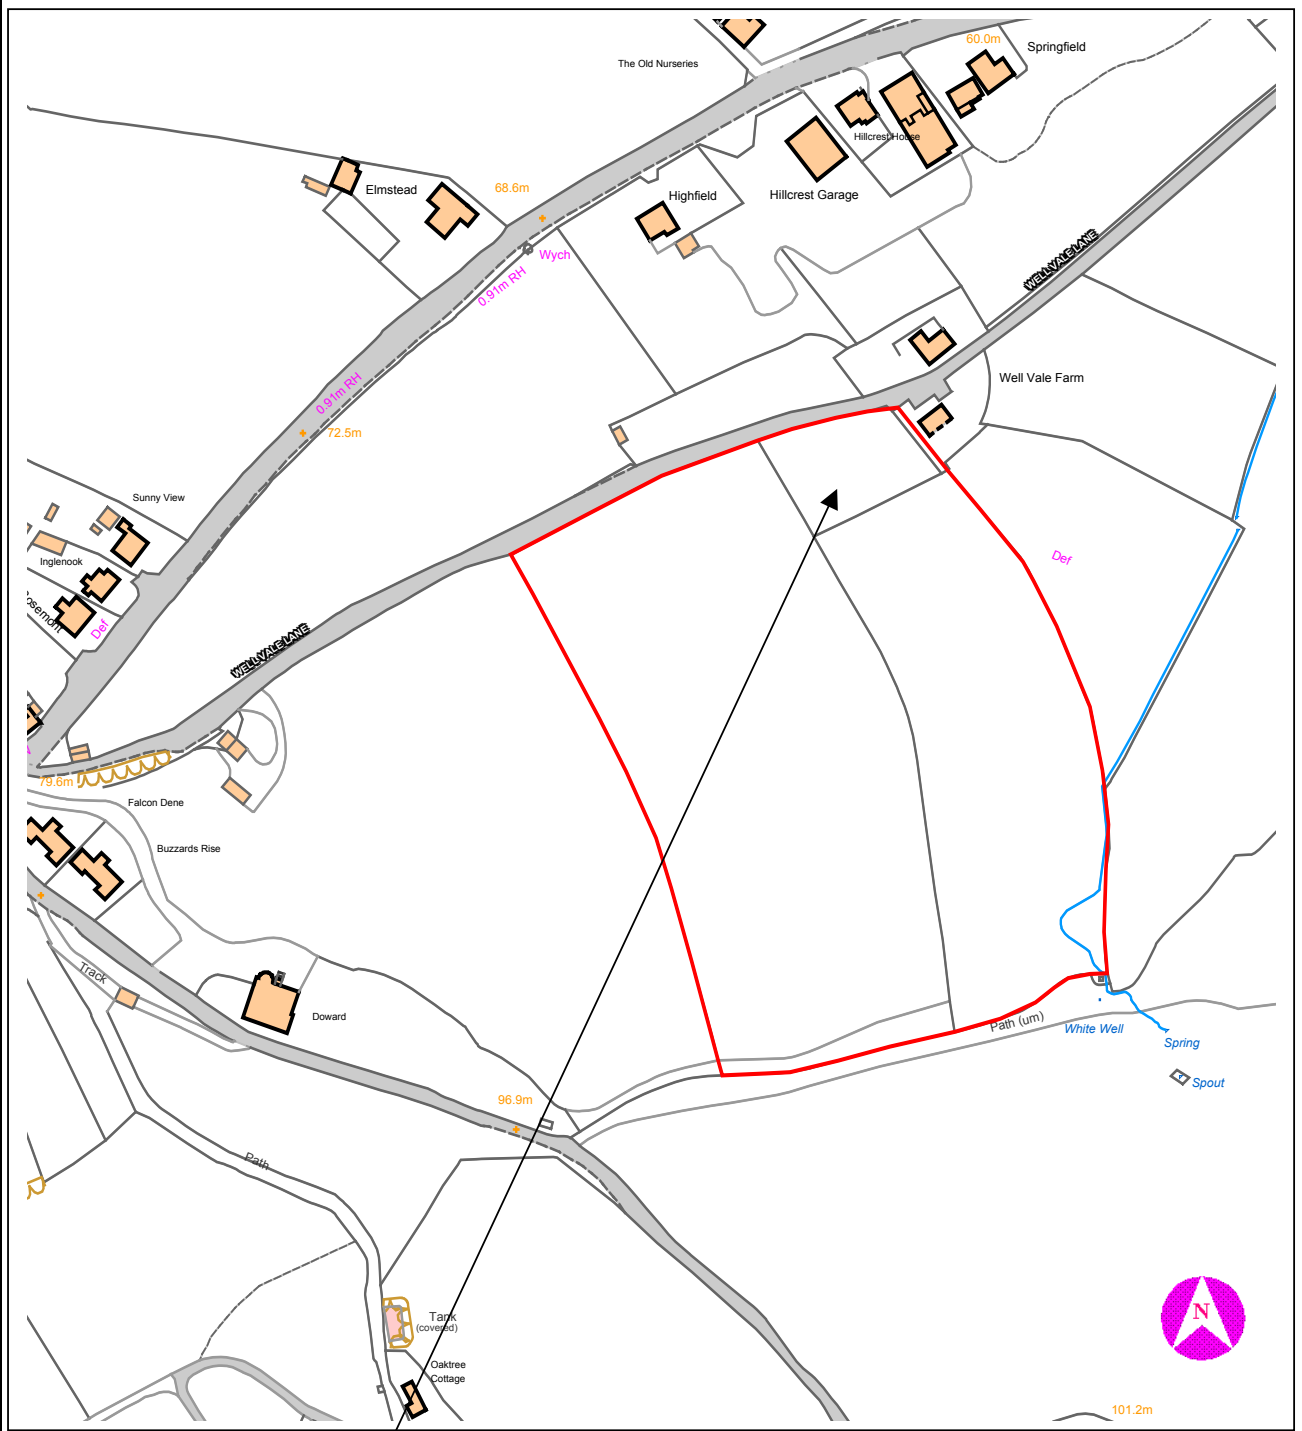 60.0m
Springfield
The Old Nurseries
Hillcrest House
Elmstead
68.6m
Highfield
Hillcrest Garage
Wych
0.91m RH
WELL VALE LANE
0.91m RH
Well Vale Farm
72.5m
Sunny View
Def
Inglenook
Rosemont
Def
WELL VALE LANE
79.6m
Falcon Dene
Buzzards Rise
Track
Doward
Path (um)
White Well
Spring
Spout
96.9m
Path
N
Tank
(covered)
Oaktree
Cottage
101.2m